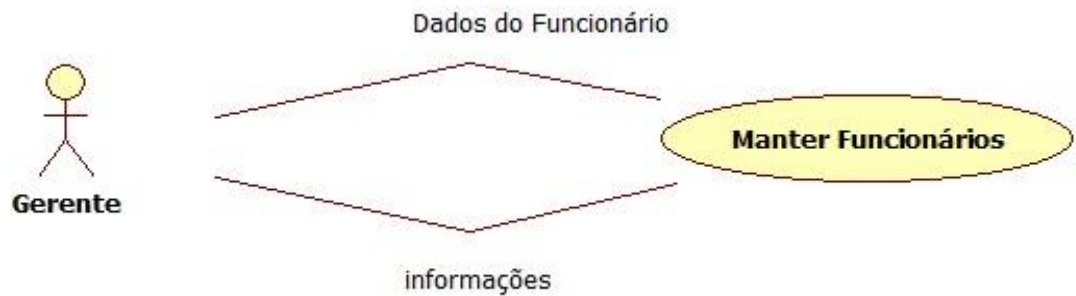 Dados do Funcionário
Gerente
Manter Funcionários
informações